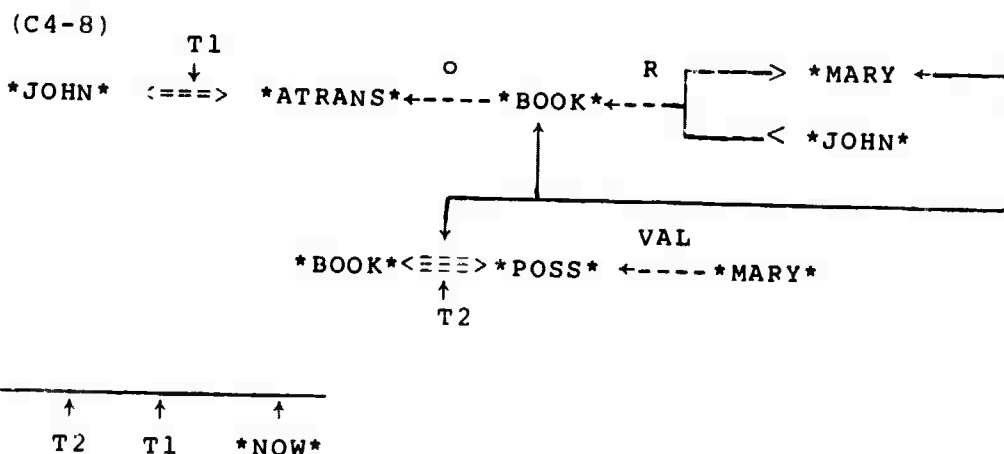 (C4-8)
T1
O R
*JOHN* <===> *ATRANS*←----*BOOK*←---- > *MARY ←
< *JOHN*
VAL
*BOOK*<≡≡≡>*POSS* ←----*MARY*
T2
T2 T1 *NOW*